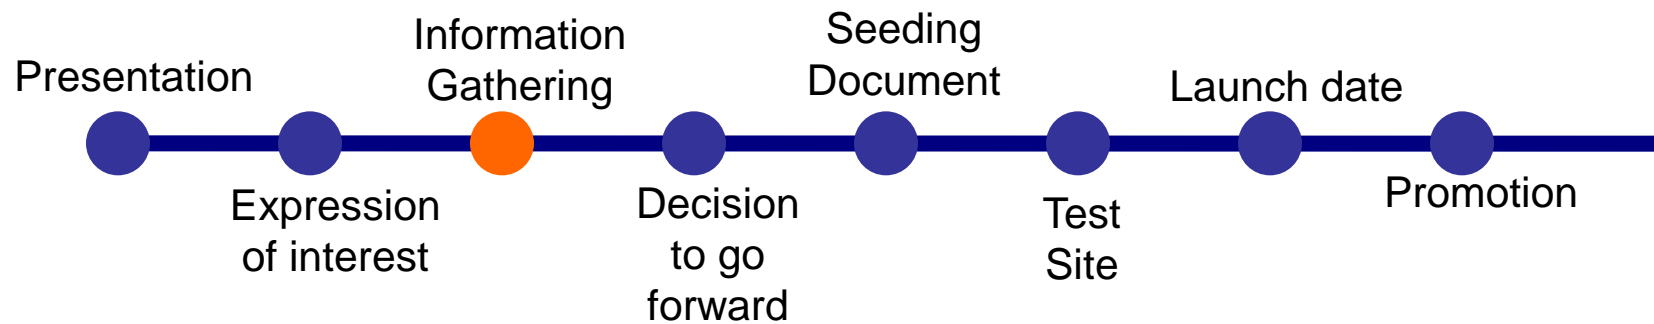 Presentation
Expression
of interest
Information
Gathering
Decision
to go
forward
Seeding
Document
Test
Site
Launch date
Promotion